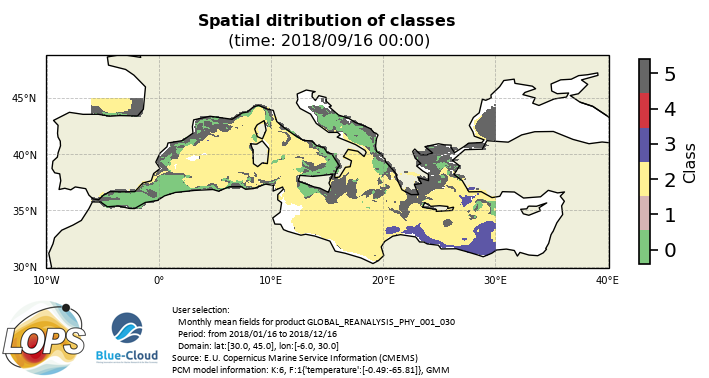 Spatial ditribution of classes
(time: 2018/09/16 00:00)
45°N
40°N
35°N
30°N
10°W
0°
10°E
20°E
30°E
40°E
5
4
3
2
1
0
Class
LOPS
Blue-Cloud
User selection:
Monthly mean fields for product GLOBAL_REANALYSIS_PHY_001_030
Period: from 2018/01/16 to 2018/12/16
Domain: lat:[30.0, 45.0], lon:[-6.0, 30.0]
Source: E.U. Copernicus Marine Service Information (CMEMS)
PCM model information: K:6, F:1{'temperature':[-0.49:-65.81]}, GMM